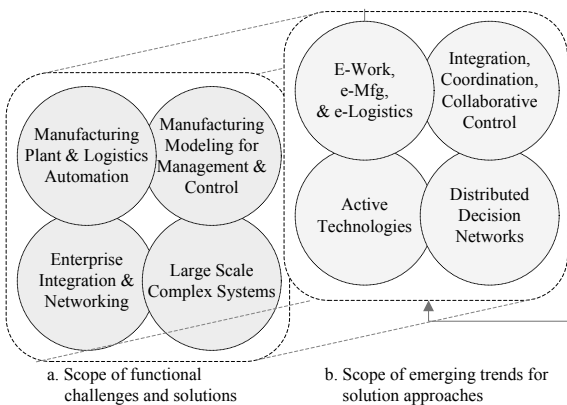 Manufacturing
Plant & Logistics
Automation
Manufacturing
Modeling for
Management &
Control
Enterprise
Integration &
Networking
Large Scale
Complex Systems
E-Work,
e-Mfg,
& e-Logistics
Integration,
Coordination,
Collaborative
Control
Active
Technologies
Distributed
Decision
Networks
a. Scope of functional
challenges and solutions
b. Scope of emerging trends for
solution approaches